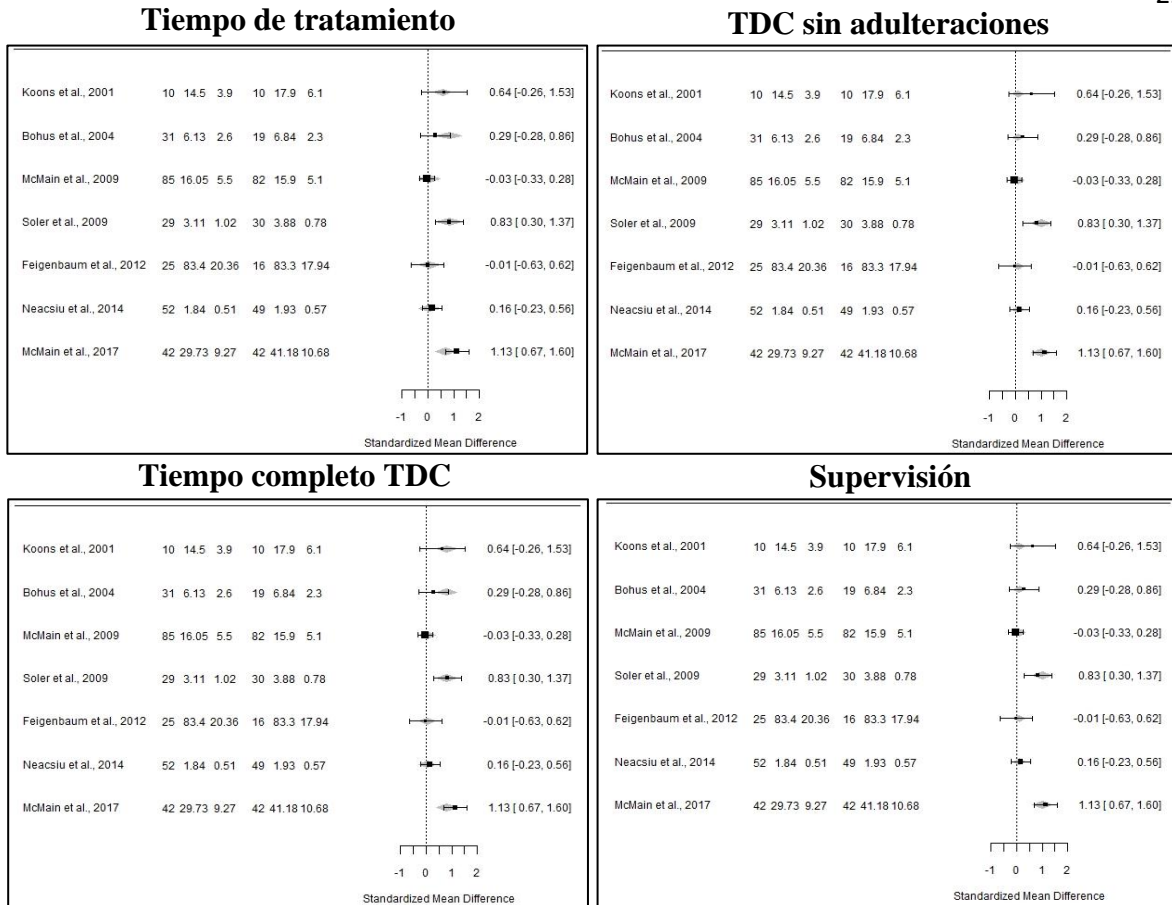 2
Tiempo de tratamiento
Koons et al., 2001 10 14.5 3.9 10 17.9 6.1 0.64 [-0.26, 1.53]
Bohus et al., 2004 31 6.13 2.6 19 6.84 2.3 0.29 [-0.28, 0.86]
McMain et al., 2009 85 16.05 5.5 82 15.9 5.1 -0.03 [-0.33, 0.28]
Soler et al., 2009 29 3.11 1.02 30 3.88 0.78 0.83 [ 0.30, 1.37]
Feigenbaum et al., 2012 25 83.4 20.36 16 83.3 17.94 -0.01 [-0.63, 0.62]
Neacsiu et al., 2014 52 1.84 0.51 49 1.93 0.57 0.16 [-0.23, 0.56]
McMain et al., 2017 42 29.73 9.27 42 41.18 10.68 1.13 [ 0.67, 1.60]
-1 0 1 2
Standardized Mean Difference
TDC sin adulteraciones
Koons et al., 2001 10 14.5 3.9 10 17.9 6.1 0.64 [-0.26, 1.53]
Bohus et al., 2004 31 6.13 2.6 19 6.84 2.3 0.29 [-0.28, 0.86]
McMain et al., 2009 85 16.05 5.5 82 15.9 5.1 -0.03 [-0.33, 0.28]
Soler et al., 2009 29 3.11 1.02 30 3.88 0.78 0.83 [ 0.30, 1.37]
Feigenbaum et al., 2012 25 83.4 20.36 16 83.3 17.94 -0.01 [-0.63, 0.62]
Neacsiu et al., 2014 52 1.84 0.51 49 1.93 0.57 0.16 [-0.23, 0.56]
McMain et al., 2017 42 29.73 9.27 42 41.18 10.68 1.13 [ 0.67, 1.60]
-1 0 1 2
Standardized Mean Difference
Tiempo completo TDC
Koons et al., 2001 10 14.5 3.9 10 17.9 6.1 0.64 [-0.26, 1.53]
Bohus et al., 2004 31 6.13 2.6 19 6.84 2.3 0.29 [-0.28, 0.86]
McMain et al., 2009 85 16.05 5.5 82 15.9 5.1 -0.03 [-0.33, 0.28]
Soler et al., 2009 29 3.11 1.02 30 3.88 0.78 0.83 [ 0.30, 1.37]
Feigenbaum et al., 2012 25 83.4 20.36 16 83.3 17.94 -0.01 [-0.63, 0.62]
Neacsiu et al., 2014 52 1.84 0.51 49 1.93 0.57 0.16 [-0.23, 0.56]
McMain et al., 2017 42 29.73 9.27 42 41.18 10.68 1.13 [ 0.67, 1.60]
-1 0 1 2
Standardized Mean Difference
Supervisión
Koons et al., 2001 10 14.5 3.9 10 17.9 6.1 0.64 [-0.26, 1.53]
Bohus et al., 2004 31 6.13 2.6 19 6.84 2.3 0.29 [-0.28, 0.86]
McMain et al., 2009 85 16.05 5.5 82 15.9 5.1 -0.03 [-0.33, 0.28]
Soler et al., 2009 29 3.11 1.02 30 3.88 0.78 0.83 [ 0.30, 1.37]
Feigenbaum et al., 2012 25 83.4 20.36 16 83.3 17.94 -0.01 [-0.63, 0.62]
Neacsiu et al., 2014 52 1.84 0.51 49 1.93 0.57 0.16 [-0.23, 0.56]
McMain et al., 2017 42 29.73 9.27 42 41.18 10.68 1.13 [ 0.67, 1.60]
-1 0 1 2
Standardized Mean Difference